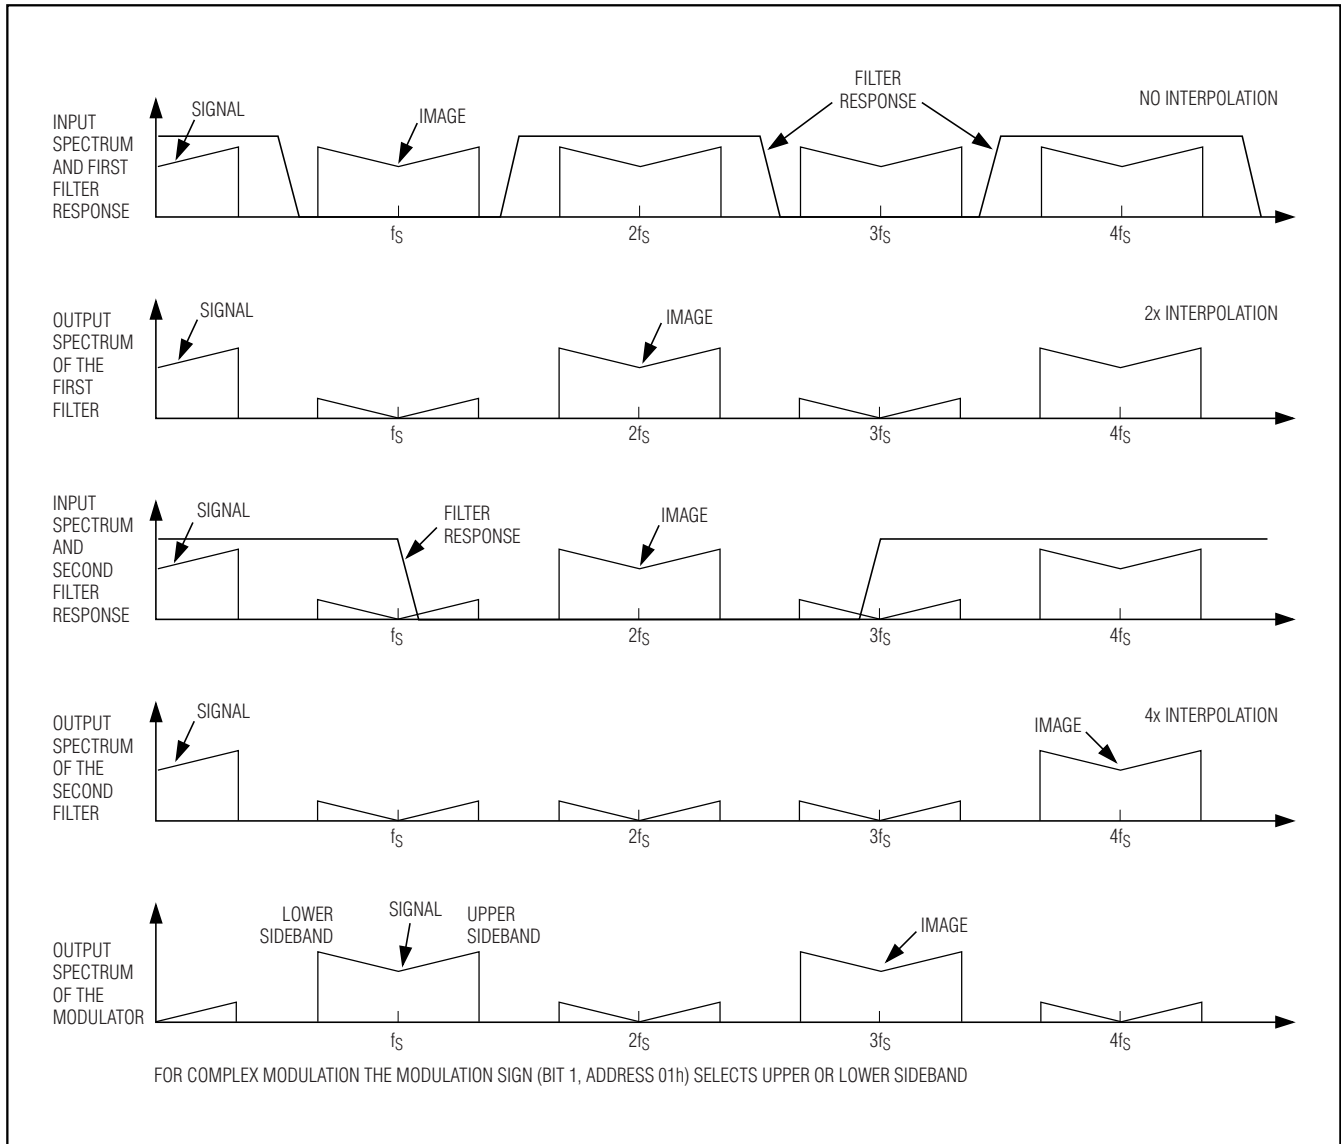 INPUT
SPECTRUM
AND FIRST
FILTER
RESPONSE
SIGNAL
IMAGE
FILTER
RESPONSE
NO INTERPOLATION
fS
2fS
3fS
4fS
OUTPUT
SPECTRUM
OF THE
FIRST
FILTER
SIGNAL
IMAGE
2x INTERPOLATION
fS
2fS
3fS
4fS
INPUT
SPECTRUM
AND
SECOND
FILTER
RESPONSE
SIGNAL
FILTER
RESPONSE
IMAGE
fS
2fS
3fS
4fS
OUTPUT
SPECTRUM
OF THE
SECOND
FILTER
SIGNAL
IMAGE
4x INTERPOLATION
fS
2fS
3fS
4fS
OUTPUT
SPECTRUM
OF THE
MODULATOR
LOWER
SIDEBAND
SIGNAL
UPPER
SIDEBAND
IMAGE
fS
2fS
3fS
4fS
FOR COMPLEX MODULATION THE MODULATION SIGN (BIT 1, ADDRESS 01h) SELECTS UPPER OR LOWER SIDEBAND